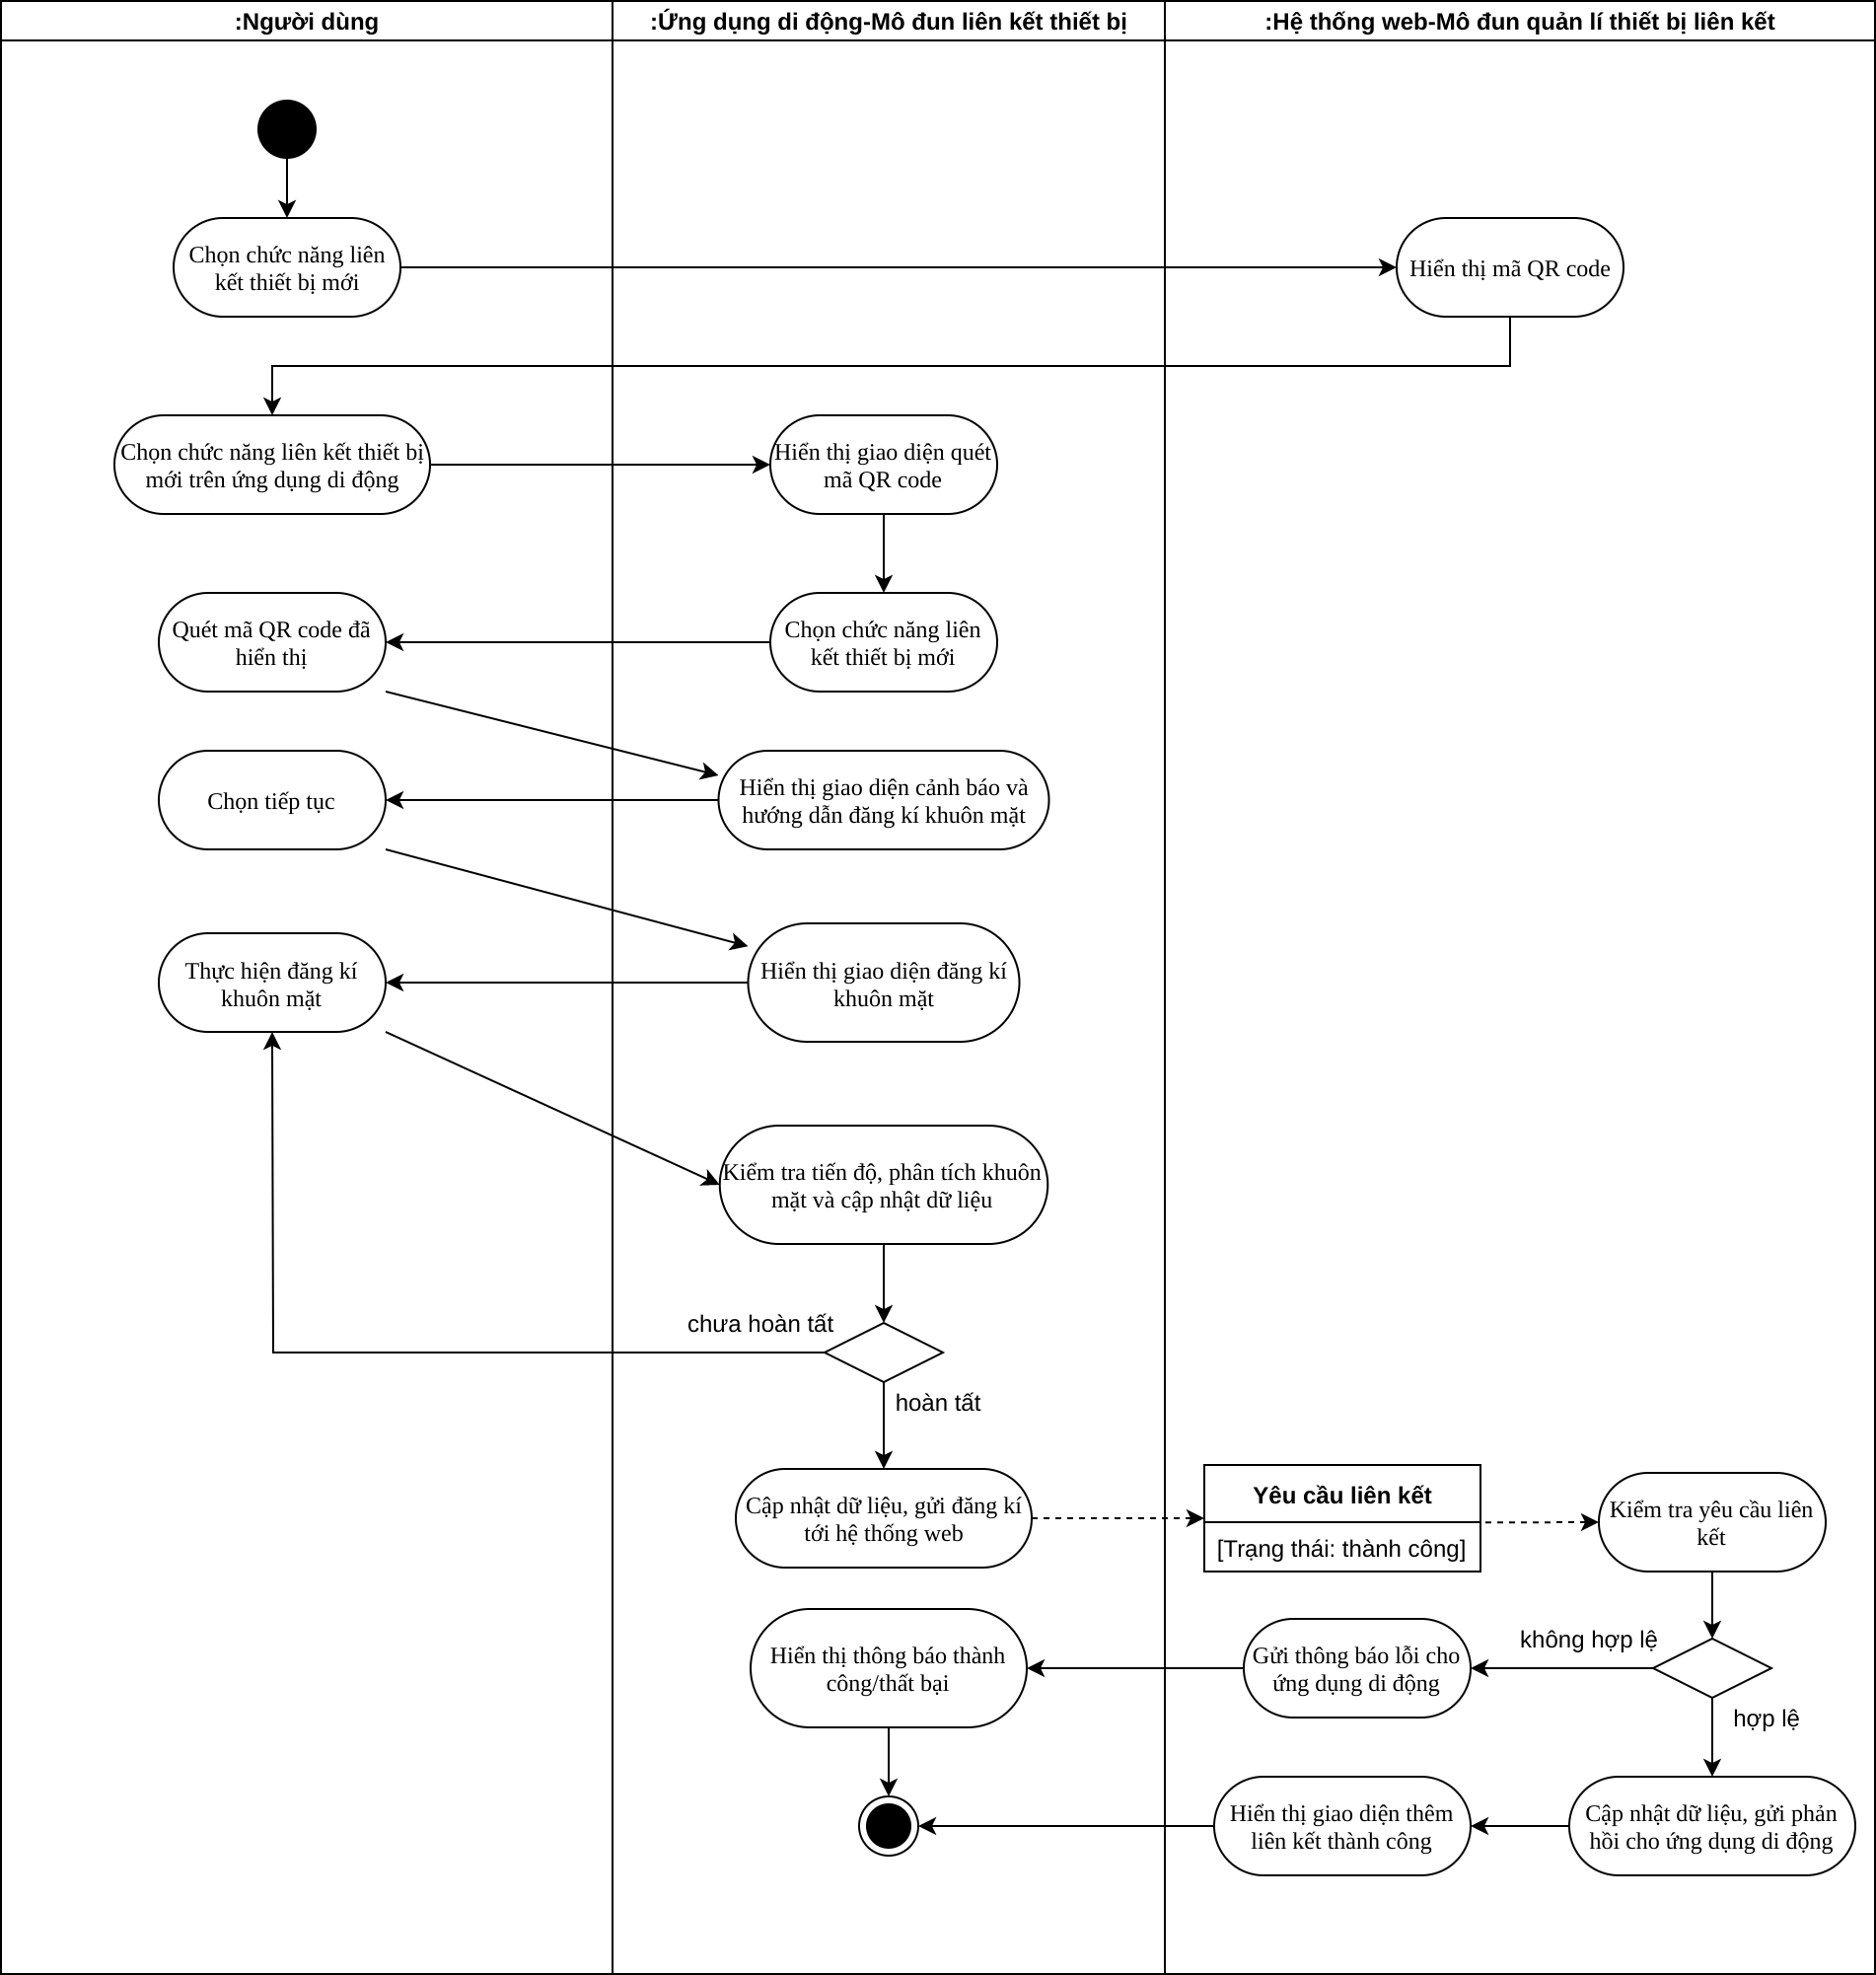 :Người dùng
:Ứng dụng di động-Mô đun liên kết thiết bị
:Hệ thống web-Mô đun quản lí thiết bị liên kết
Chọn chức năng liên
kết thiết bị mới
Hiển thị mã QR code
Chọn chức năng liên kết thiết bị
mới trên ứng dụng di động
Hiển thị giao diện quét
mã QR code
Quét mã QR code đã
hiển thị
Chọn chức năng liên
kết thiết bị mới
Chọn tiếp tục
Hiển thị giao diện cảnh báo và
hướng dẫn đăng kí khuôn mặt
Thực hiện đăng kí
khuôn mặt
Hiển thị giao diện đăng kí
khuôn mặt
Kiểm tra tiến độ, phân tích khuôn
mặt và cập nhật dữ liệu
chưa hoàn tất
hoàn tất
Cập nhật dữ liệu, gửi đăng kí
tới hệ thống web
Yêu cầu liên kết
[Trạng thái: thành công]
Kiểm tra yêu cầu liên
kết
không hợp lệ
Hiển thị thông báo thành
công/thất bại
Gửi thông báo lỗi cho
ứng dụng di động
hợp lệ
Hiển thị giao diện thêm
liên kết thành công
Cập nhật dữ liệu, gửi phản
hồi cho ứng dụng di động